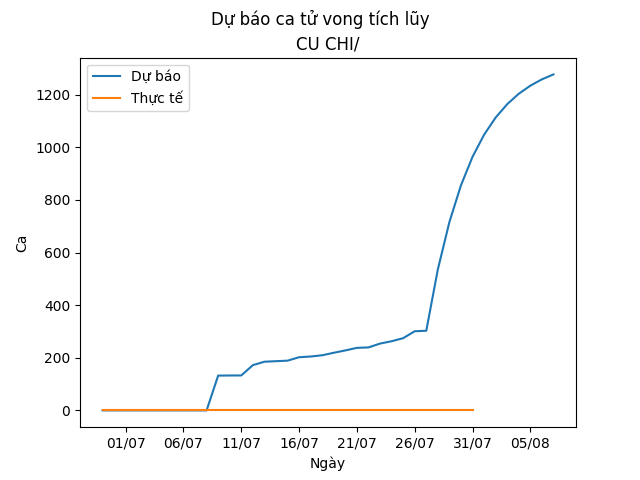 Dự báo ca tử vong tích lũy
CU CHI/
Dự báo
Thực tế
1200
1000
800
600
400
200
0
Ca
01/07 06/07 11/07 16/07 21/07 26/07 31/07 05/08
Ngày